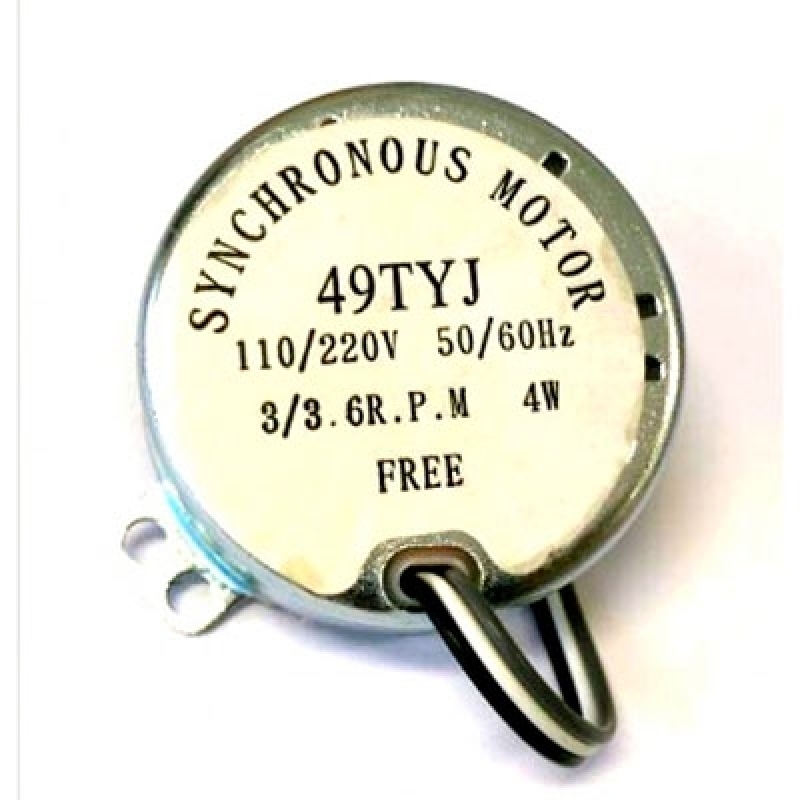 SYNCHRONOUS MOTOR
49TYJ
110/220V 50/60Hz
3/3.6R.P.M 4W
FREE